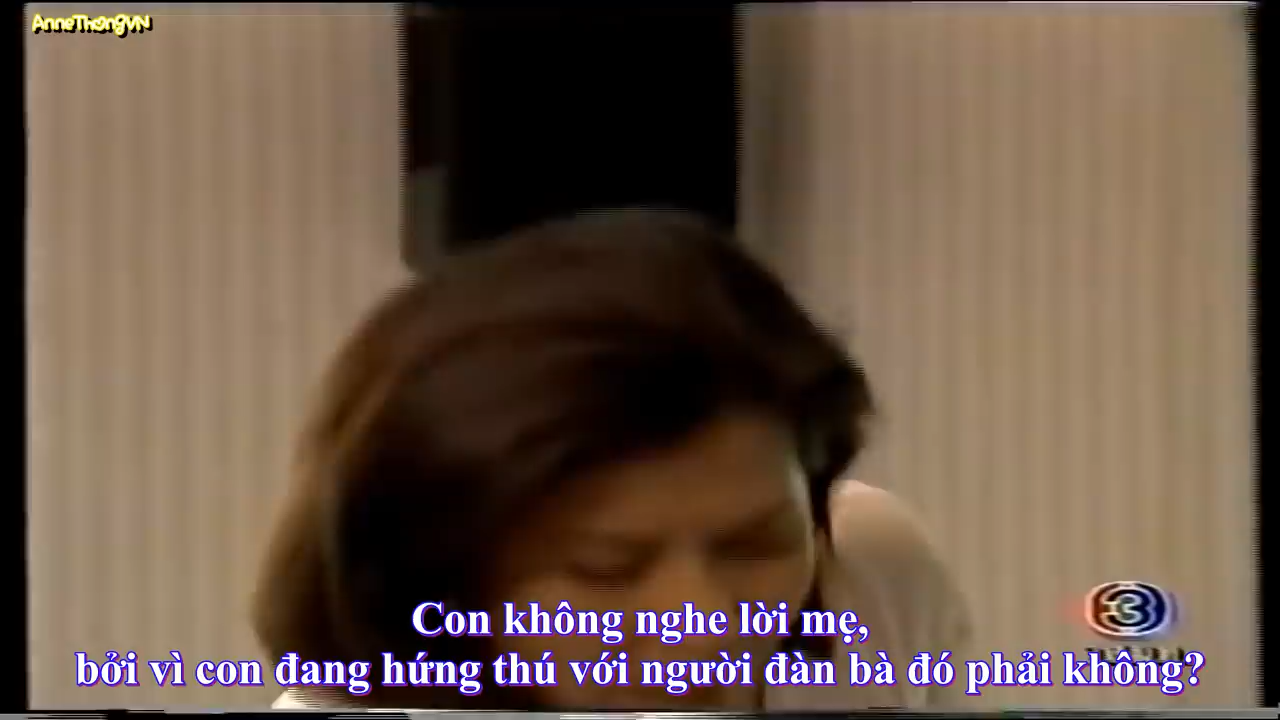 AnneThongVN
Con không nghe lời mẹ,
bởi vì con đang hứng thú với người đàn bà đó phải không?
3